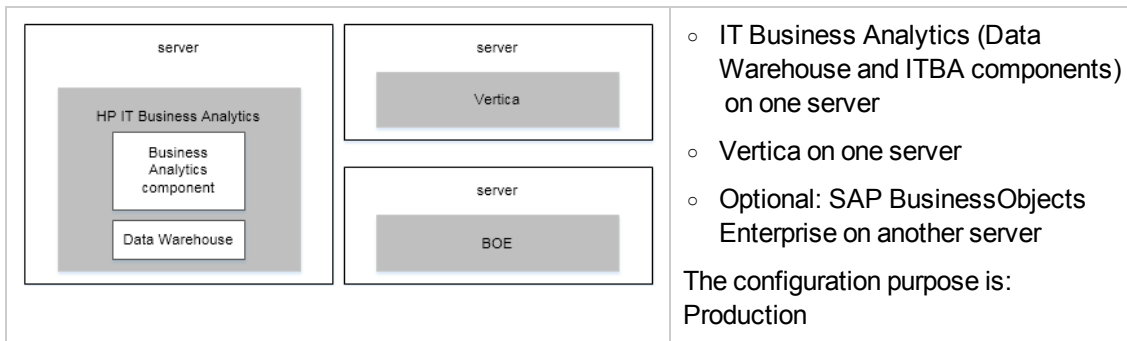 server
HP IT Business Analytics
Business
Analytics
component
Data Warehouse
server
Vertica
server
BOE
○ IT Business Analytics (Data
Warehouse and ITBA components)
on one server
○ Vertica on one server
○ Optional: SAP BusinessObjects
Enterprise on another server
The configuration purpose is:
Production